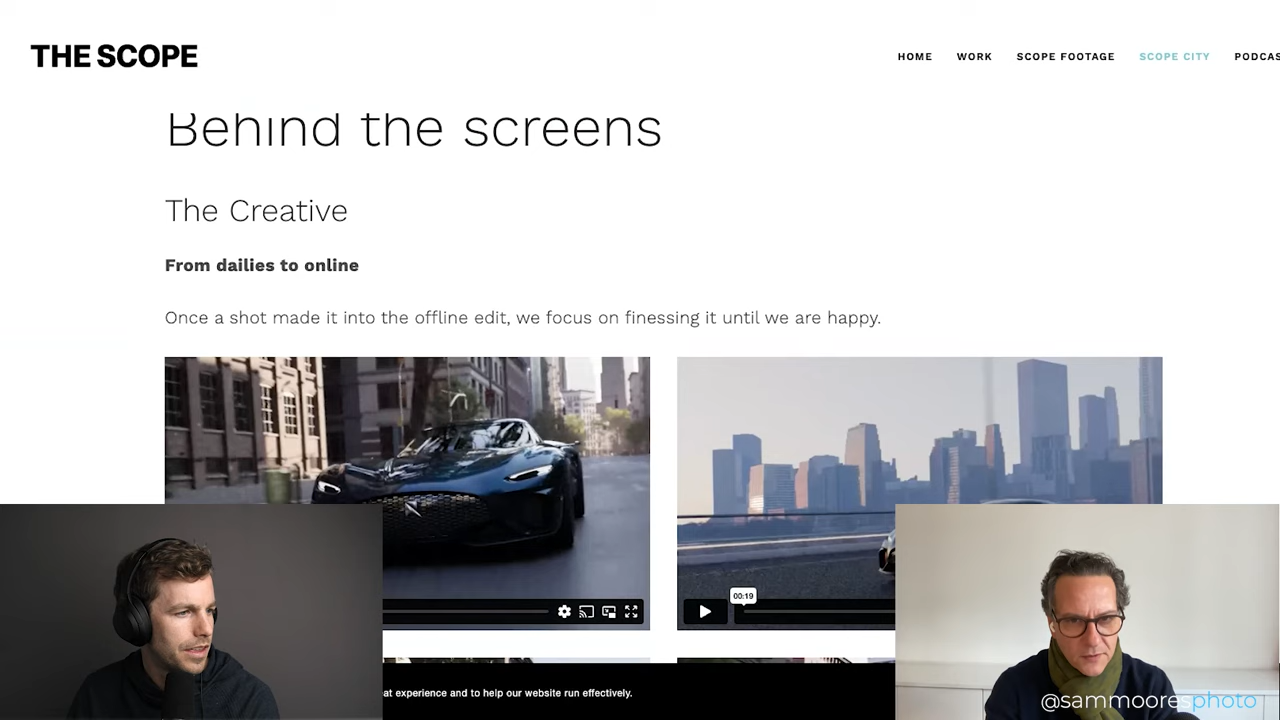 THE SCOPE
HOME WORK SCOPE FOOTAGE SCOPE CITY PODCAS
Behind the screens
The Creative
From dailies to online
Once a shot made it into the offline edit, we focus on finessing it until we are happy.
00:19
at experience and to help our website run effectively.
@sammooresphoto